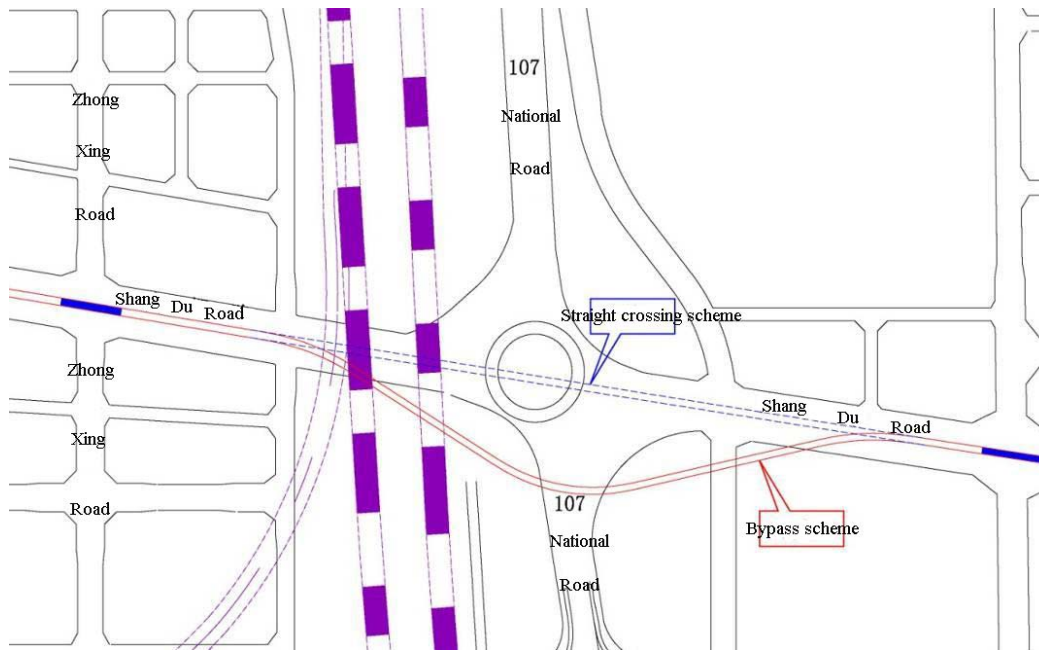 107
National
Road
Zhong
Xing
Road
Shang Du Road
Straight crossing scheme
Zhong
Xing
Road
Shang Du Road
107
National
Road
Bypass scheme